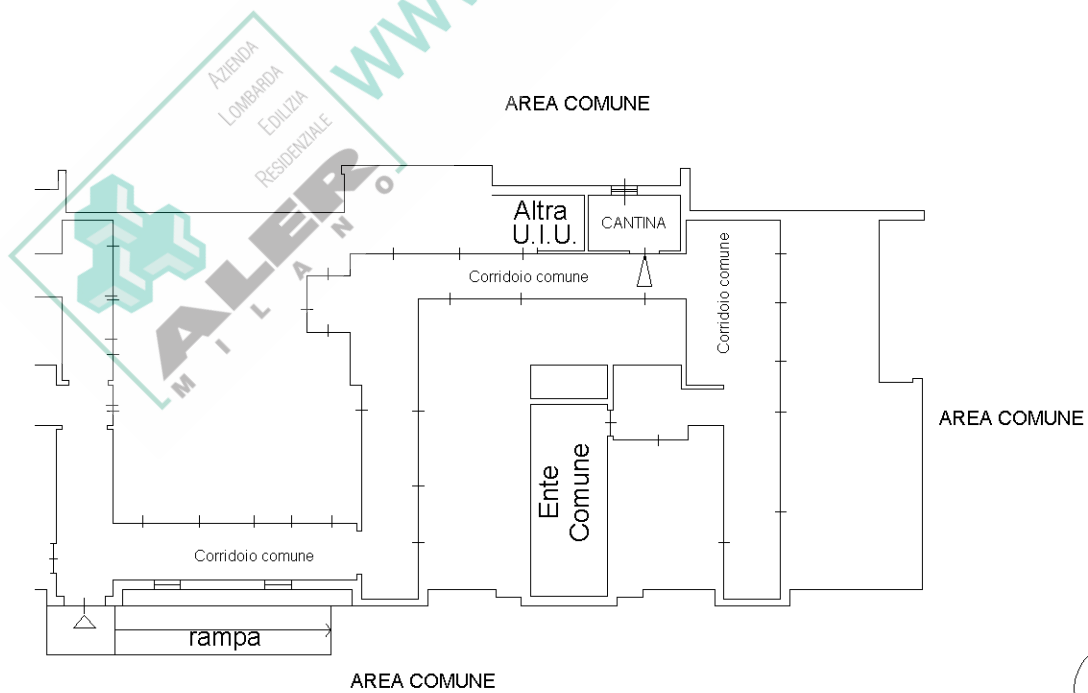 WWW
AZIENDA
LOMBARDA
EDILIZIA
RESIDENZIALE
ALER
MILANO
AREA COMUNE
Altra
U.I.U.
CANTINA
Corridoio comune
Corridoio comune
AREA COMUNE
Ente
Comune
Corridoio comune
rampa
AREA COMUNE